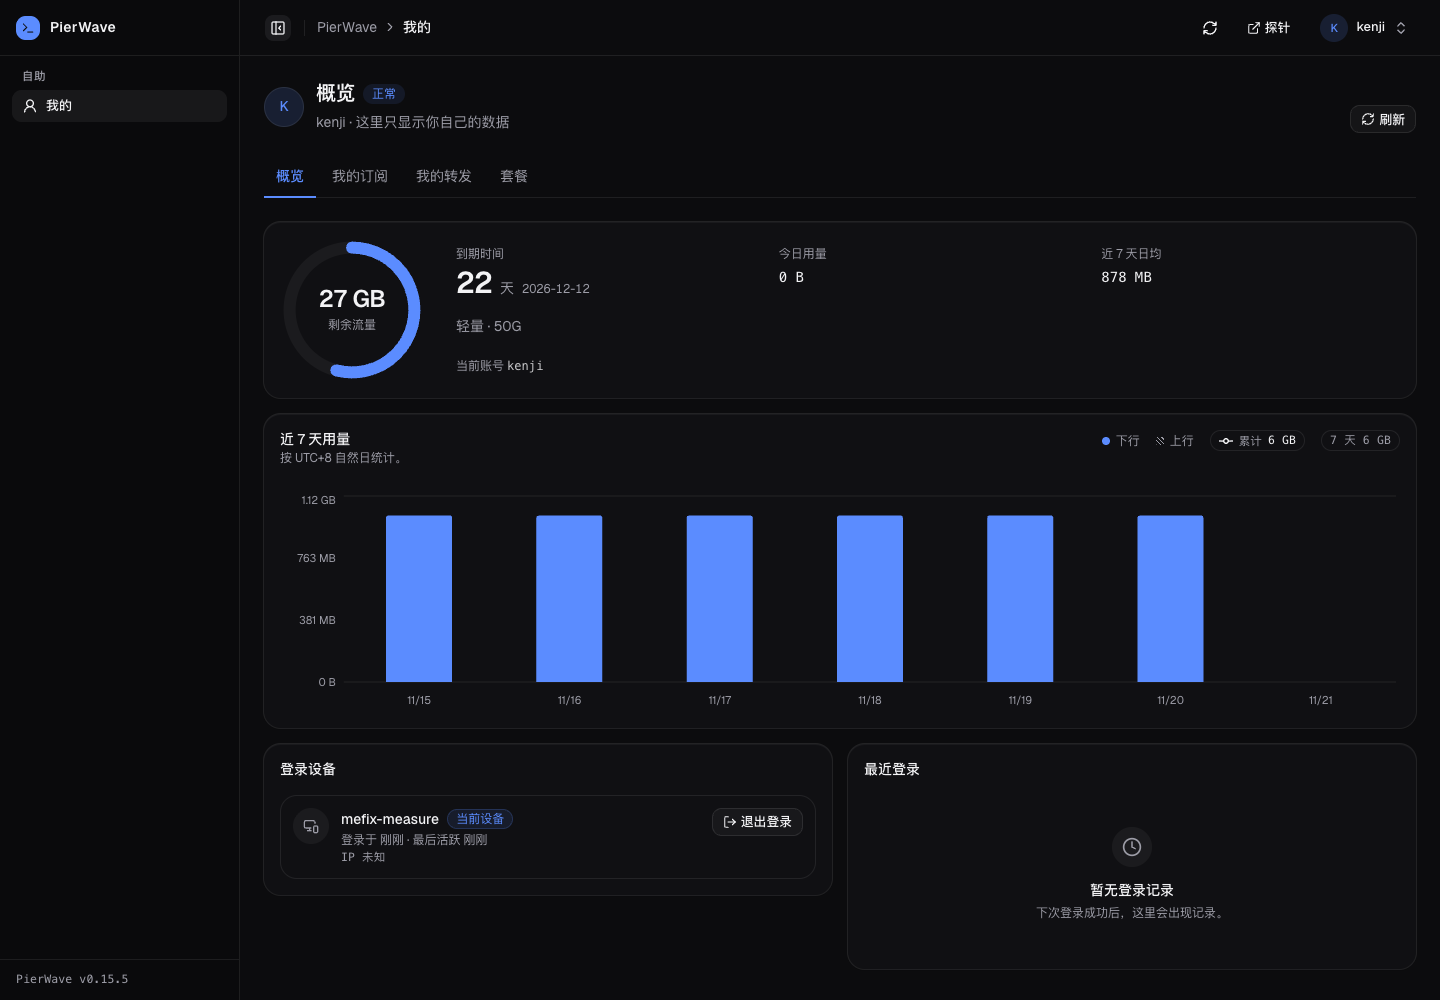 PierWave
PierWave > 我的
探针
K
kenji
自助
我的
K
概览 正常
kenji · 这里只显示你自己的数据
刷新
概览 我的订阅 我的转发 套餐
27 GB
剩余流量
到期时间
22 天 2026-12-12
轻量 · 50G
当前账号 kenji
今日用量
0 B
近 7 天日均
878 MB
近 7 天用量
按 UTC+8 自然日统计。
下行 上行 累计 6 GB 7 天 6 GB
1.12 GB
763 MB
381 MB
0 B
11/15 11/16 11/17 11/18 11/19 11/20 11/21
登录设备
mefix-measure 当前设备
登录于 刚刚 · 最后活跃 刚刚
IP 未知
退出登录
最近登录
暂无登录记录
下次登录成功后，这里会出现记录。
PierWave v0.15.5